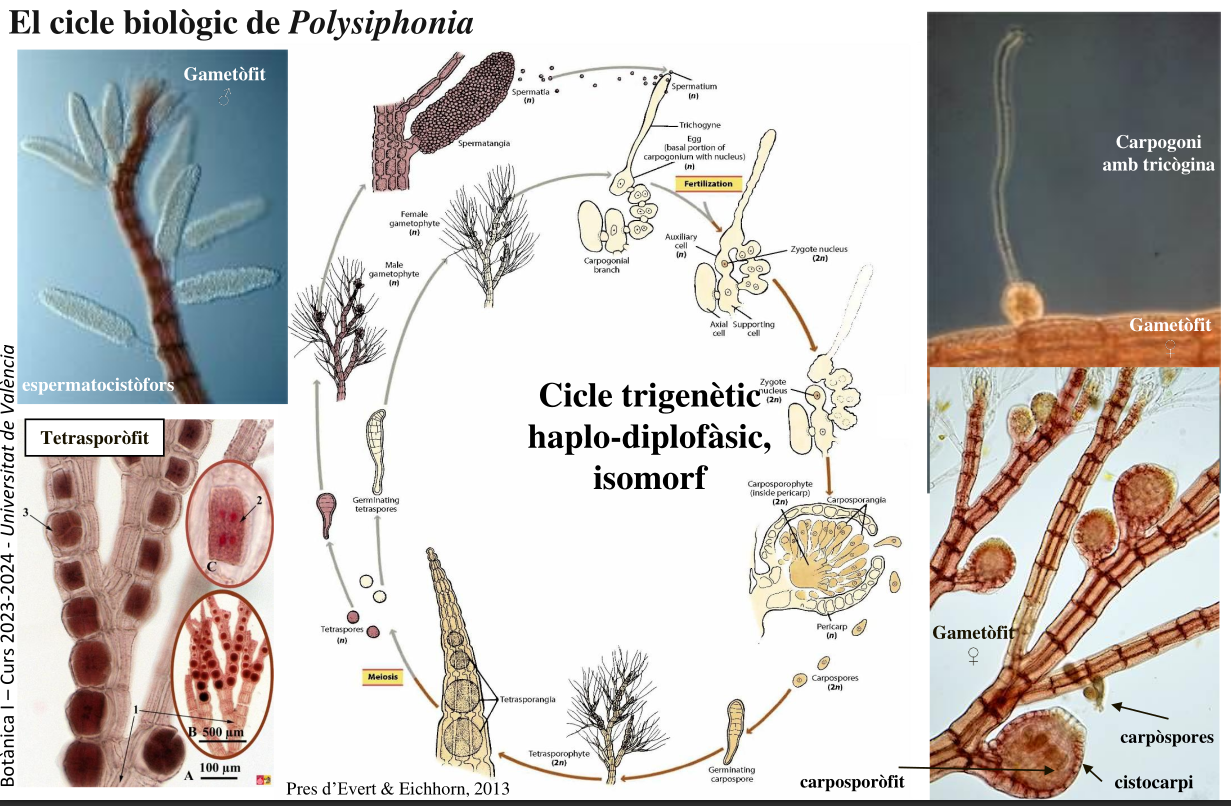 El cicle biològic de Polysiphonia
Gametòfit
♂
espermatocistòfors
Spermatia
(n)
Spermatangia
Spermatium
(n)
Trichogyne
Egg
(basal portion of
carpogonium with nucleus)
(n)
Fertilization
Female
gametophyte
(n)
Male
gametophyte
(n)
Carpogonial
branch
Auxiliary
cell
(n)
Zygote nucleus
(2n)
Axial
cell
Supporting
cell
Carpogoni
amb tricògina
Gametòfit
♀
Cicle trigenètic
haplo-diplofàsic,
isomorf
Zygote
nucleus
(2n)
Carposporophyte
(inside pericarp)
(2n)
Carposporangia
Pericarp
(n)
Carpospores
(2n)
Germinating
carpospore
Tetrasporophyte
(2n)
Tetrasporangia
Meiosis
Tetraspores
(n)
Germinating
tetraspores
Tetrasporòfit
3
2
C
1
B 500 µm
A 100 µm
Gametòfit
♀
carpòspores
cistocarpi
carposporòfit
Pres d’Evert & Eichhorn, 2013
Botànica I – Curs 2023-2024 - Universitat de València